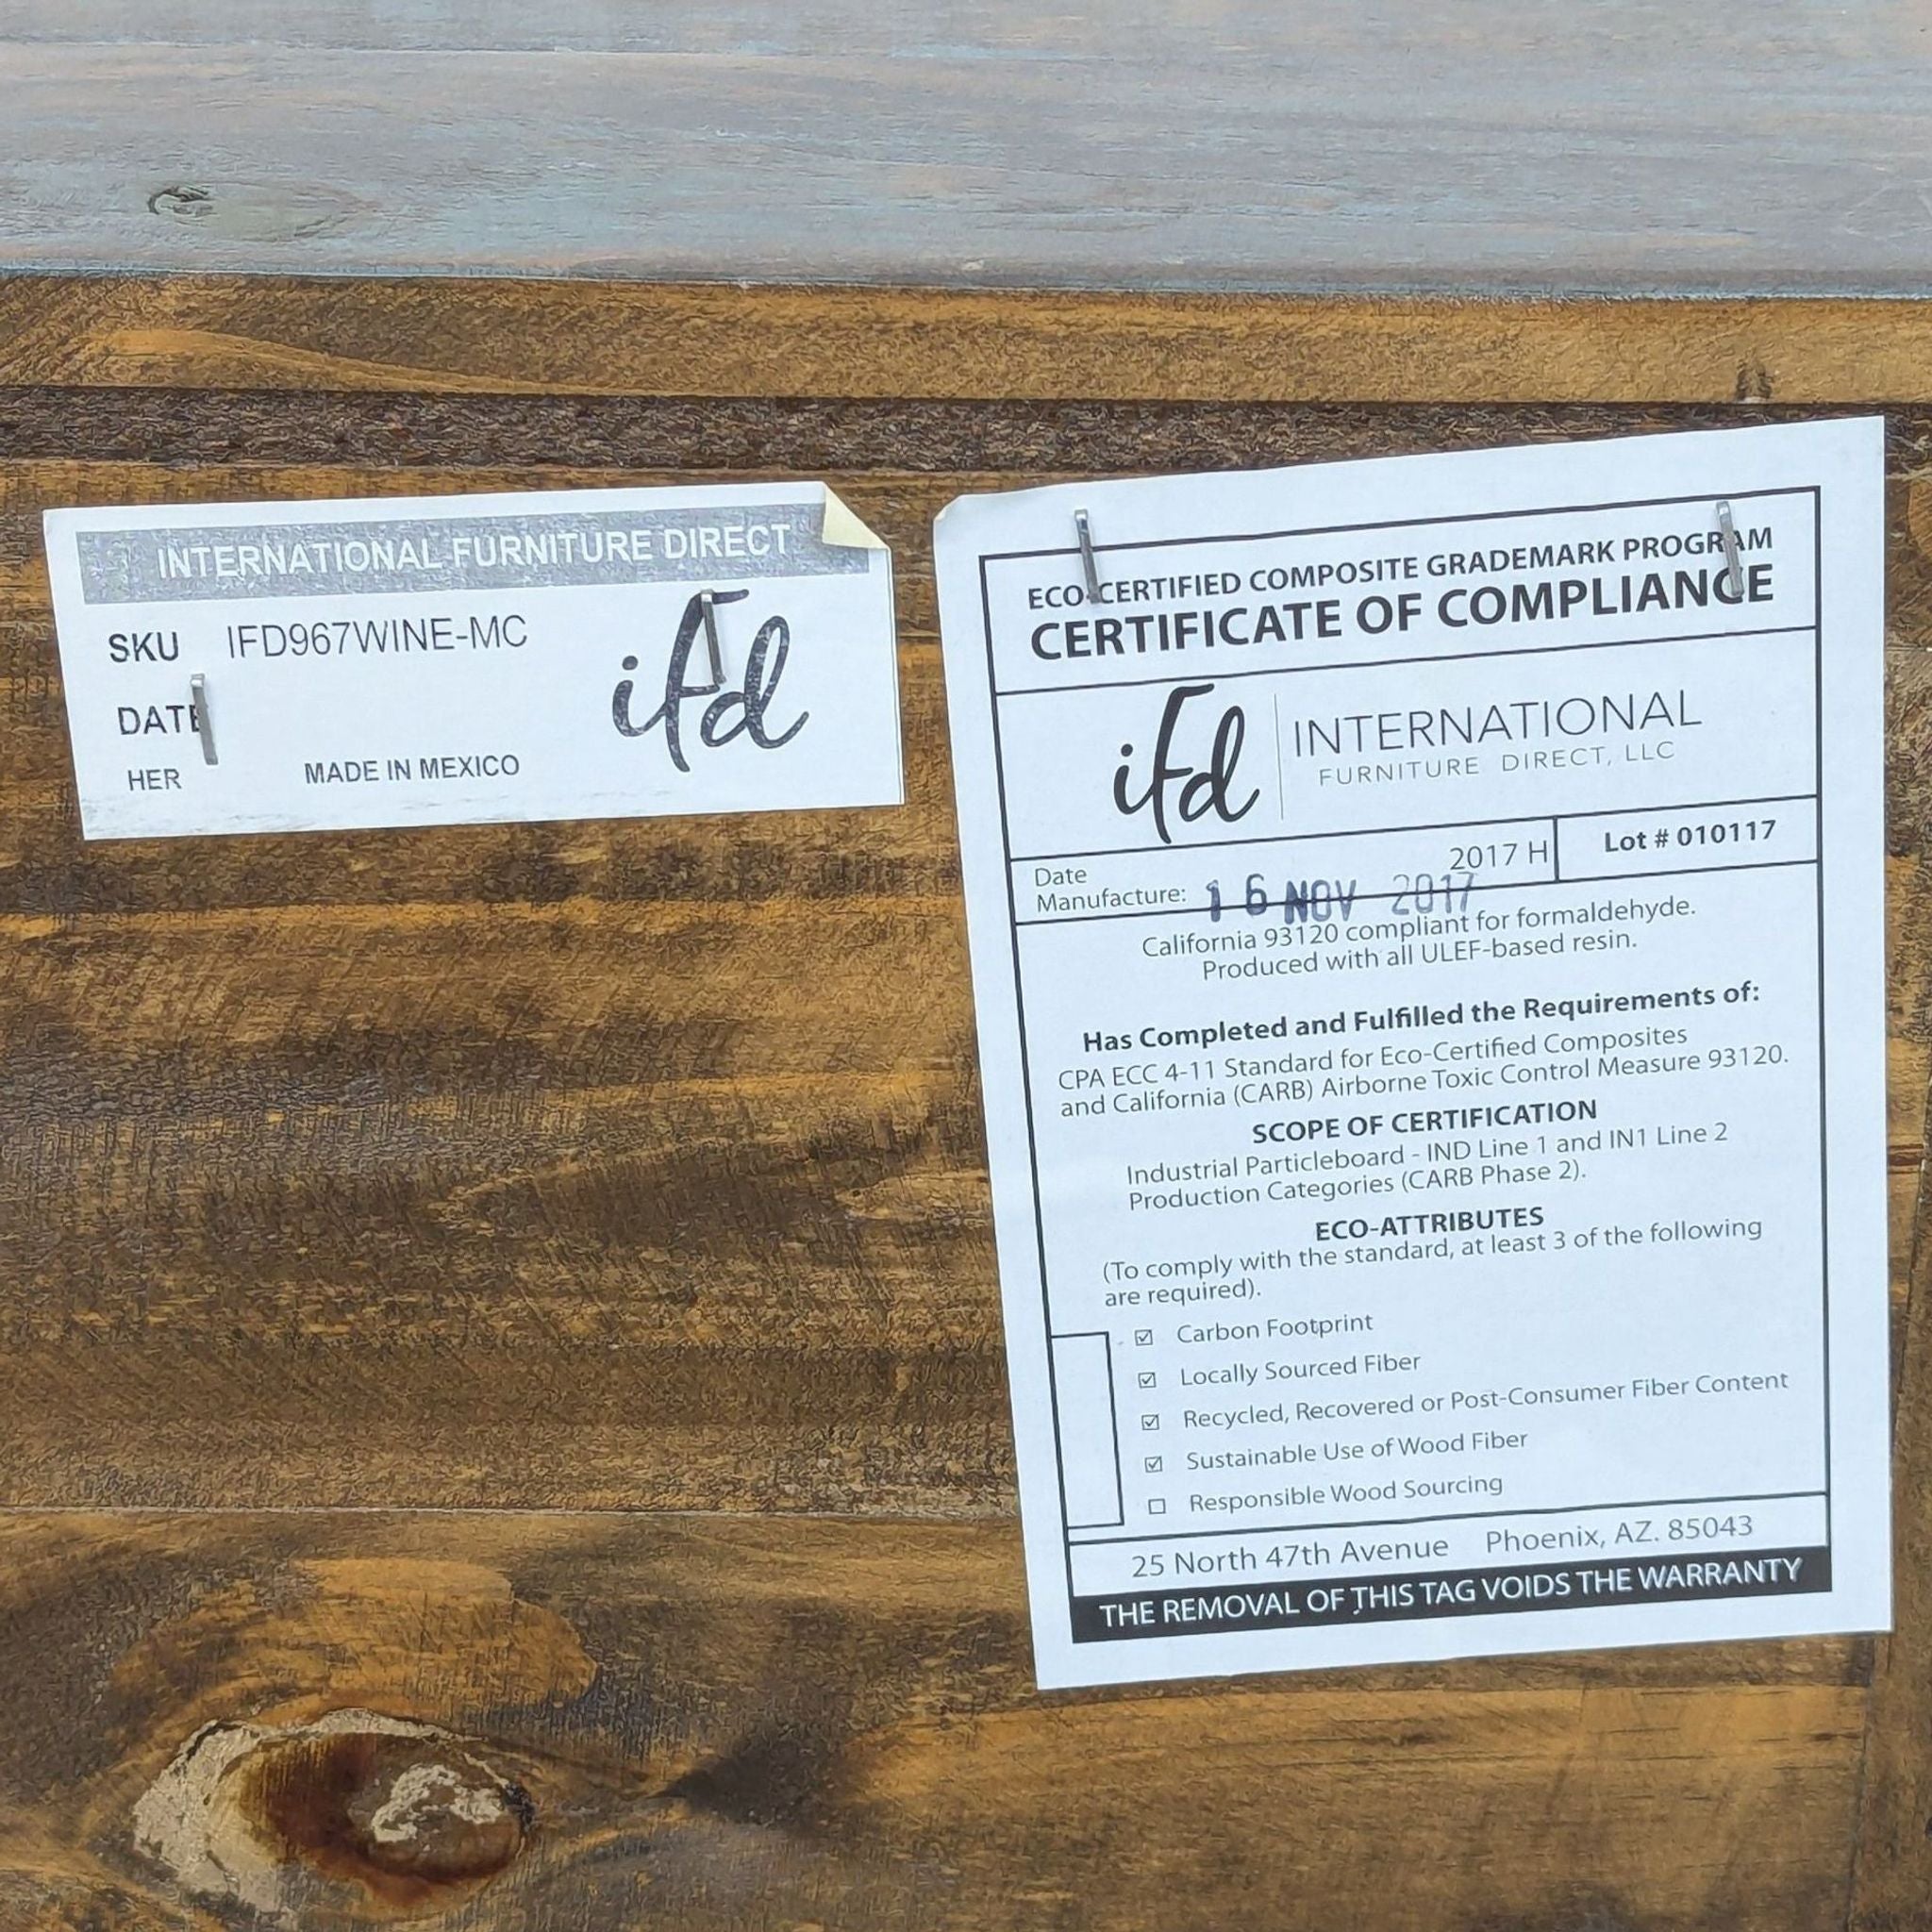 INTERNATIONAL FURNITURE DIRECT
SKU IFD967WINE-MC
ifd
DATE
HER MADE IN MEXICO
ECO-CERTIFIED COMPOSITE GRADEMARK PROGRAM
CERTIFICATE OF COMPLIANCE
ifd INTERNATIONAL
FURNITURE DIRECT, LLC
Date
Manufacture: 16 NOV 2017
2017 H
Lot # 010117
California 93120 compliant for formaldehyde.
Produced with all ULEF-based resin.
Has Completed and Fulfilled the Requirements of:
CPA ECC 4-11 Standard for Eco-Certified Composites
and California (CARB) Airborne Toxic Control Measure 93120.
SCOPE OF CERTIFICATION
Industrial Particleboard - IND Line 1 and IN1 Line 2
Production Categories (CARB Phase 2).
ECO-ATTRIBUTES
(To comply with the standard, at least 3 of the following
are required).
☑ Carbon Footprint
☑ Locally Sourced Fiber
☑ Recycled, Recovered or Post-Consumer Fiber Content
☑ Sustainable Use of Wood Fiber
☐ Responsible Wood Sourcing
25 North 47th Avenue Phoenix, AZ. 85043
THE REMOVAL OF THIS TAG VOIDS THE WARRANTY